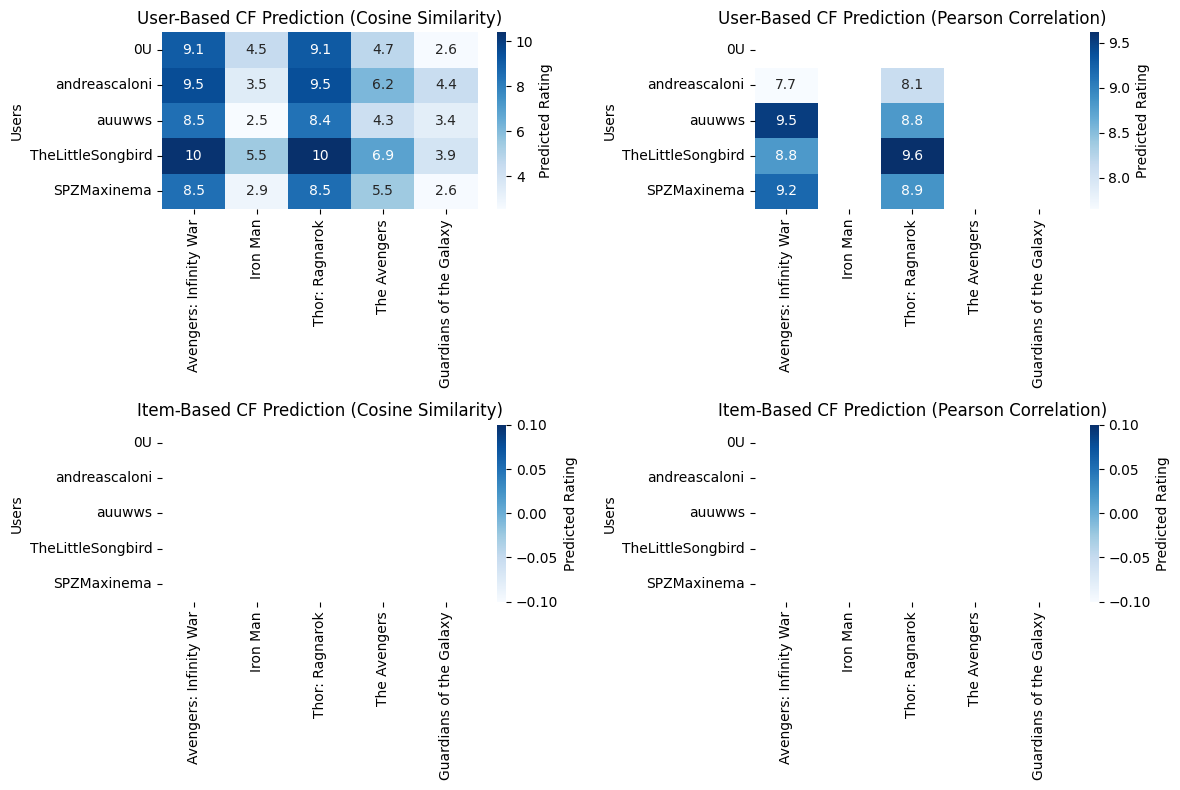 User-Based CF Prediction (Cosine Similarity)
Users
0U 9.1 4.5 9.1 4.7 2.6
andreascaloni 9.5 3.5 9.5 6.2 4.4
auuwws 8.5 2.5 8.4 4.3 3.4
TheLittleSongbird 10 5.5 10 6.9 3.9
SPZMaxinema 8.5 2.9 8.5 5.5 2.6
Avengers: Infinity War
Iron Man
Thor: Ragnarok
The Avengers
Guardians of the Galaxy
10
8
6
4
Predicted Rating
User-Based CF Prediction (Pearson Correlation)
Users
0U
andreascaloni 7.7 8.1
auuwws 9.5 8.8
TheLittleSongbird 8.8 9.6
SPZMaxinema 9.2 8.9
Avengers: Infinity War
Iron Man
Thor: Ragnarok
The Avengers
Guardians of the Galaxy
9.5
9.0
8.5
8.0
Predicted Rating
Item-Based CF Prediction (Cosine Similarity)
Users
0U
andreascaloni
auuwws
TheLittleSongbird
SPZMaxinema
Avengers: Infinity War
Iron Man
Thor: Ragnarok
The Avengers
Guardians of the Galaxy
0.10
0.05
0.00
−0.05
−0.10
Predicted Rating
Item-Based CF Prediction (Pearson Correlation)
Users
0U
andreascaloni
auuwws
TheLittleSongbird
SPZMaxinema
Avengers: Infinity War
Iron Man
Thor: Ragnarok
The Avengers
Guardians of the Galaxy
0.10
0.05
0.00
−0.05
−0.10
Predicted Rating